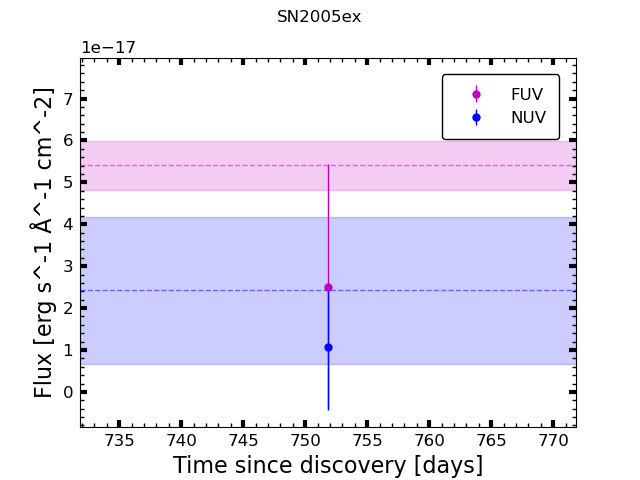 SN2005ex
1e−17
FUV
NUV
7
6
5
4
3
2
1
0
Flux [erg s^-1 Å^-1 cm^-2]
735 740 745 750 755 760 765 770
Time since discovery [days]